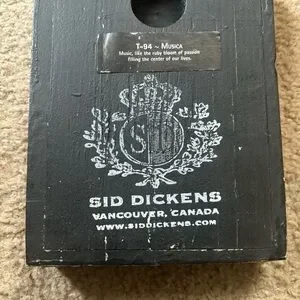 T-94 ~ Musica
Music, like the ruby bloom of passion
filling the center of our lives.
SD
SID DICKENS
VANCOUVER, CANADA
WWW.SIDDICKENS.COM